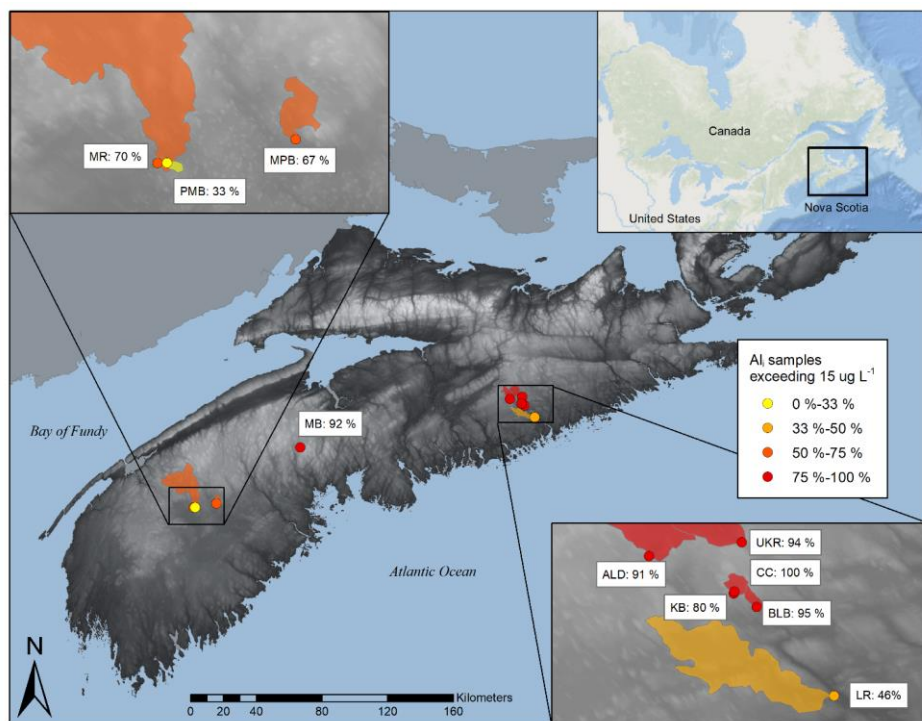 MR: 70 %
MPB: 67 %
PMB: 33 %
Canada
United States
Nova Scotia
Al
exceeding 15 ug L-1
samples
0 %-33 %
33 %-50 %
50 %-75 %
75 %-100 %
Bay of Fundy
MB: 92 %
Atlantic Ocean
UKR: 94 %
ALD: 91 %
CC: 100 %
KB: 80 %
BLB: 95 %
LR: 46%
N
Kilometers
0 20 40 80 120 160